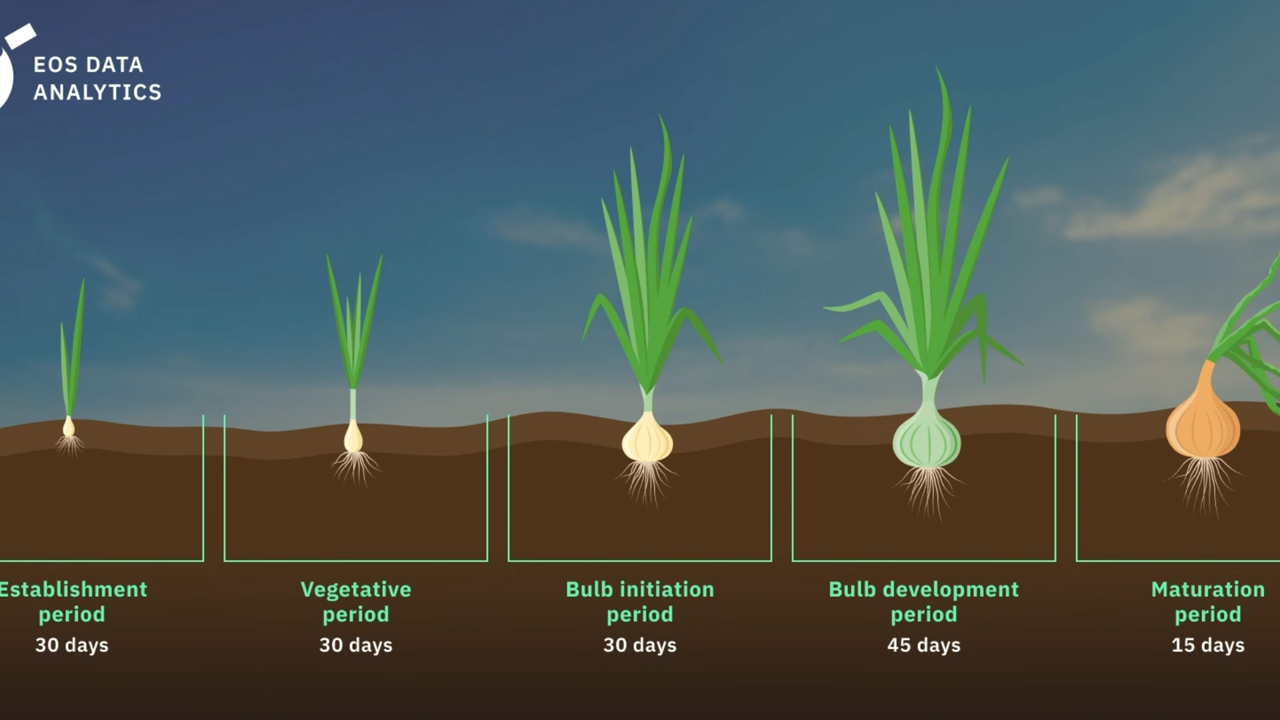 EOS DATA
ANALYTICS
Establishment
period
30 days
Vegetative
period
30 days
Bulb initiation
period
30 days
Bulb development
period
45 days
Maturation
period
15 days